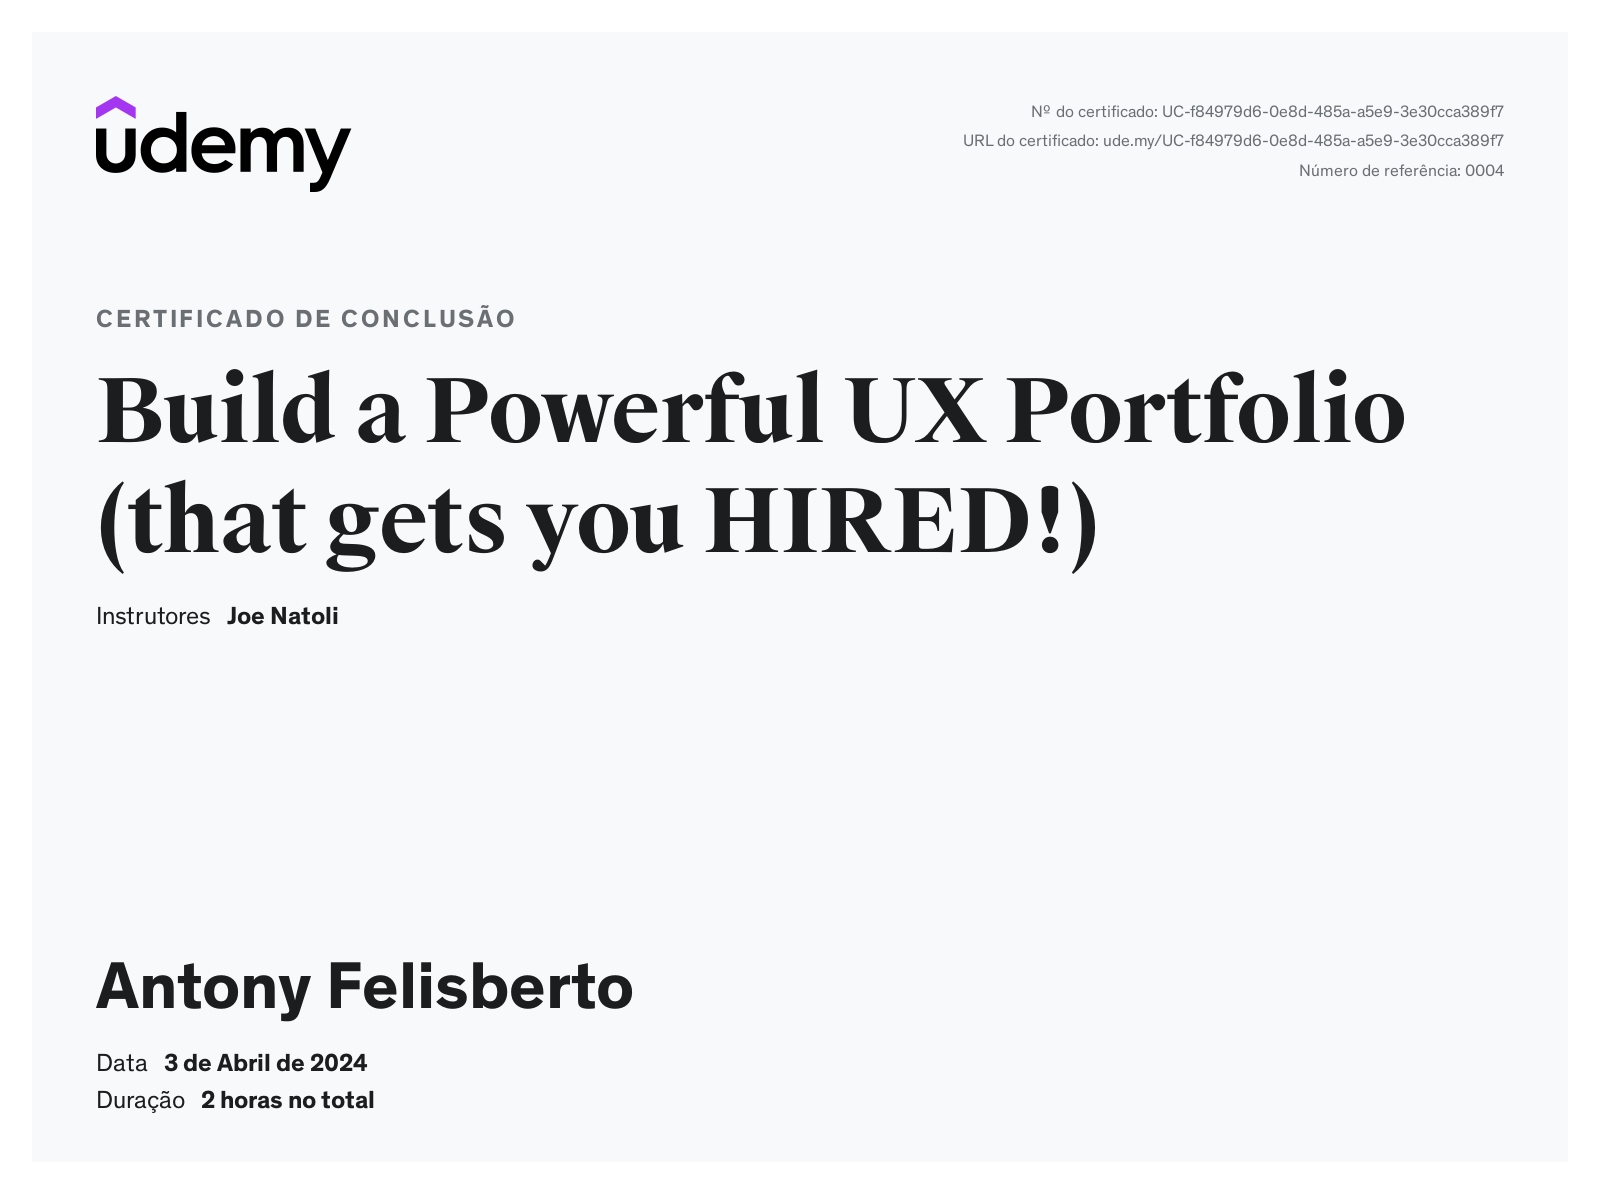 udemy
Nº do certificado: UC-f84979d6-0e8d-485a-a5e9-3e30cca389f7
URL do certificado: ude.my/UC-f84979d6-0e8d-485a-a5e9-3e30cca389f7
Número de referência: 0004
CERTIFICADO DE CONCLUSÃO
Build a Powerful UX Portfolio
(that gets you HIRED!)
Instrutores Joe Natoli
Antony Felisberto
Data 3 de Abril de 2024
Duração 2 horas no total